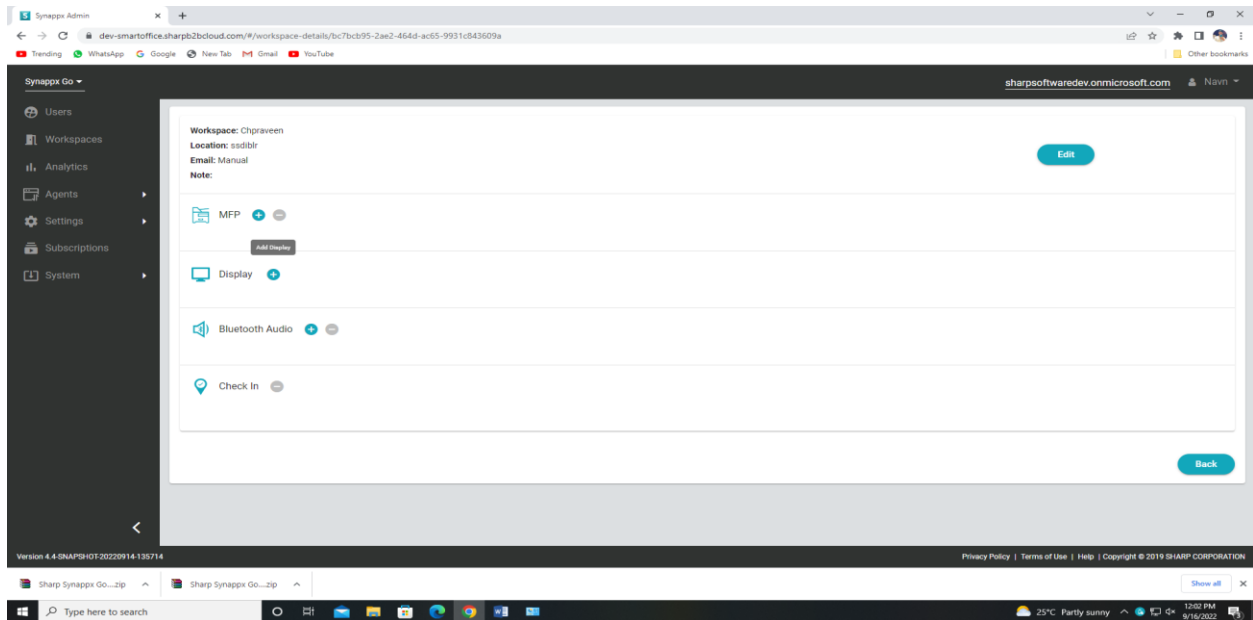 S Synappx Admin
dev-smartoffice.sharpb2bcloud.com/#/workspace-details/bc7bcb95-2ae2-464d-ac65-9931c843609a
Trending WhatsApp Google New Tab Gmail YouTube Other bookmarks
Synappx Go sharpsoftwaredev.onmicrosoft.com Navn
Users
Workspaces
Analytics
Agents
Settings
Subscriptions
System
Workspace: Chpraveen
Location: ssdiblr
Email: Manual
Note:
Edit
MFP
Add Display
Display
Bluetooth Audio
Check In
Back
Version 4.4-SNAPSHOT-20220914-135714 Privacy Policy | Terms of Use | Help | Copyright © 2019 SHARP CORPORATION
Sharp Synappx Go....zip Sharp Synappx Go....zip Show all
Type here to search 25°C Partly sunny 12:02 PM
9/16/2022